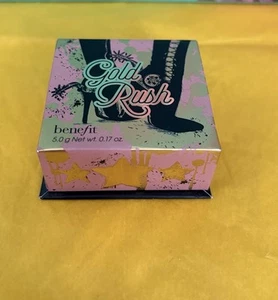 Gold
Rush
benefit
5.0 g Net wt. 0.17 oz.